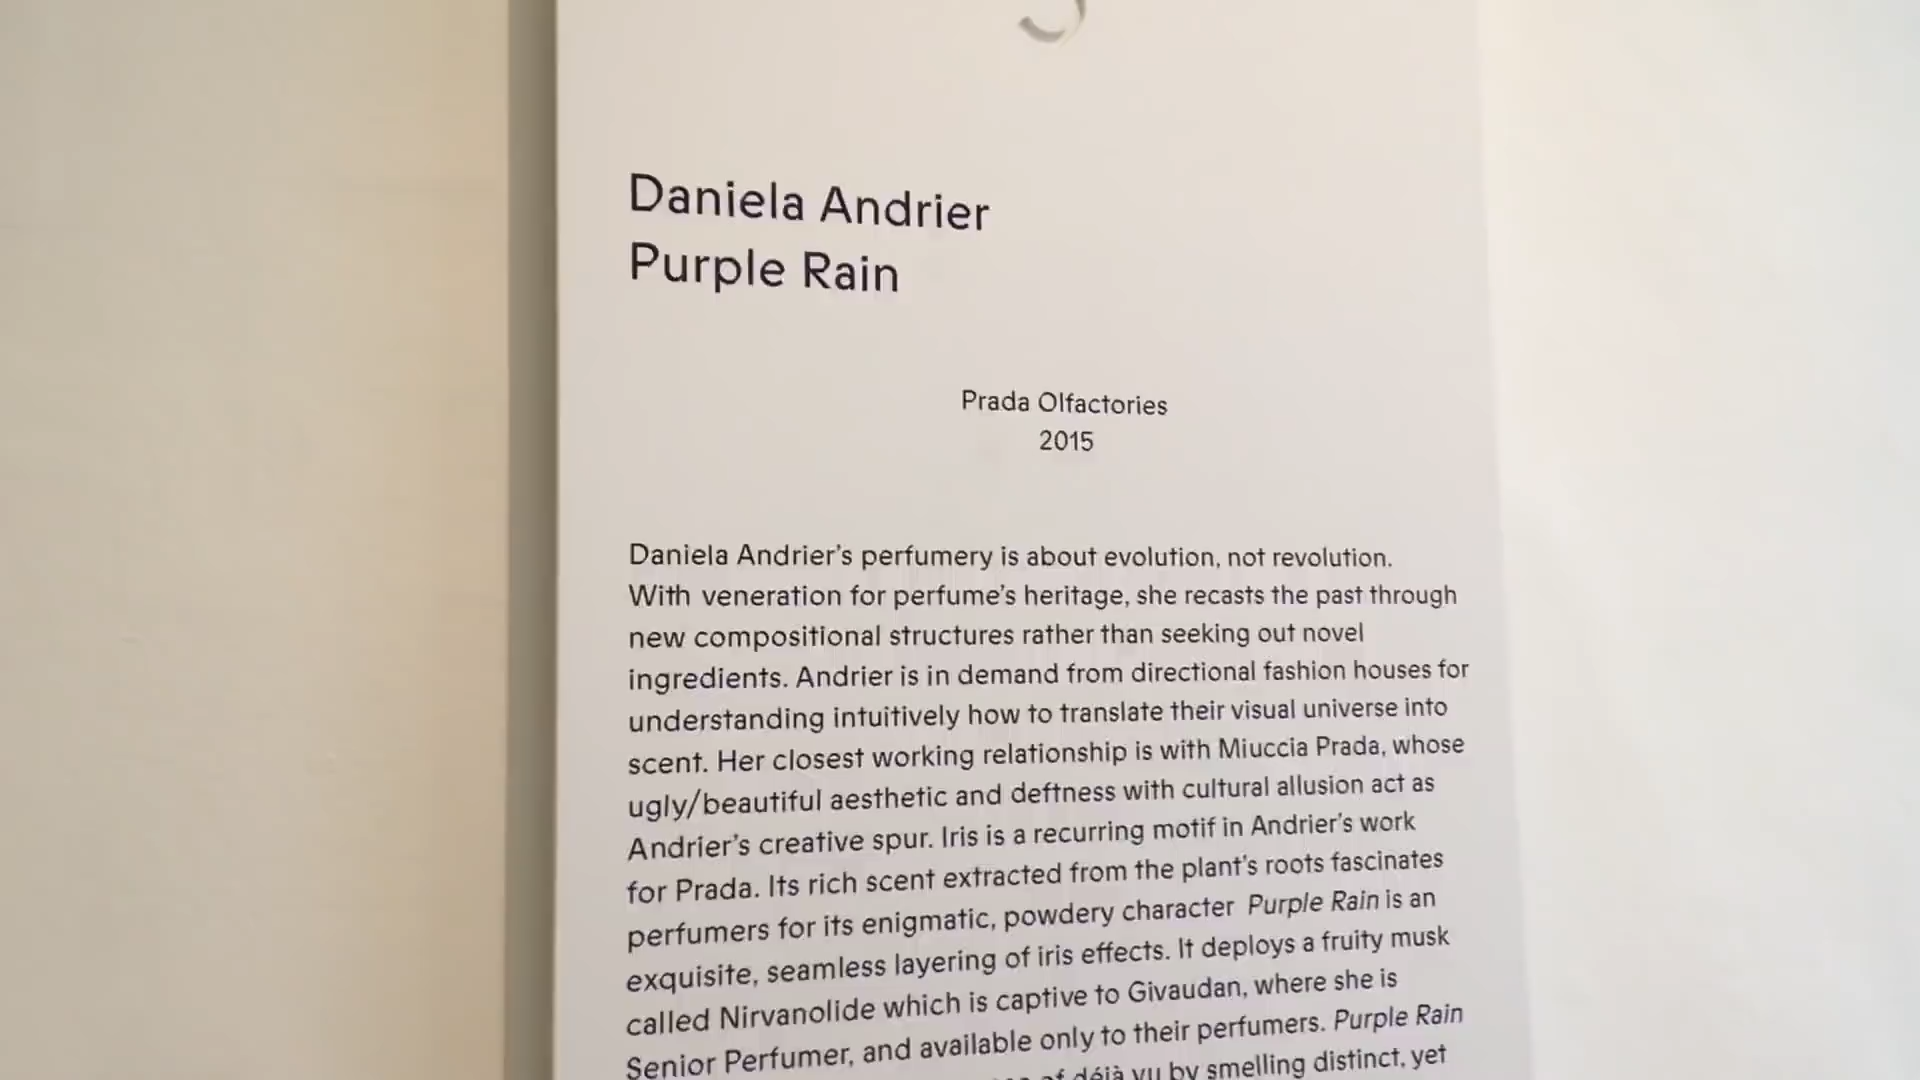 Daniela Andrier
Purple Rain
Prada Olfactories
2015
Daniela Andrier's perfumery is about evolution, not revolution.
With veneration for perfume's heritage, she recasts the past through
new compositional structures rather than seeking out novel
ingredients. Andrier is in demand from directional fashion houses for
understanding intuitively how to translate their visual universe into
scent. Her closest working relationship is with Miuccia Prada, whose
ugly/beautiful aesthetic and deftness with cultural allusion act as
Andrier's creative spur. Iris is a recurring motif in Andrier's work
for Prada. Its rich scent extracted from the plant's roots fascinates
perfumers for its enigmatic, powdery character Purple Rain is an
exquisite, seamless layering of iris effects. It deploys a fruity musk
called Nirvanolide which is captive to Givaudan, where she is
Senior Perfumer, and available only to their perfumers. Purple Rain
of déjà vu by smelling distinct, yet